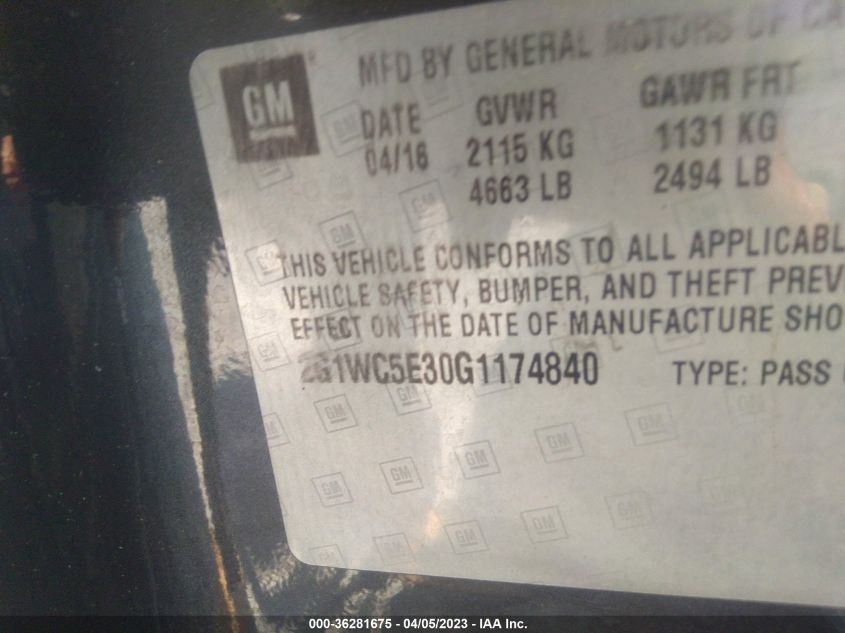 GM
MFD BY GENERAL MOTORS OF CA
DATE GVWR GAWR FRT
04/16 2115 KG 1131 KG
4663 LB 2494 LB
THIS VEHICLE CONFORMS TO ALL APPLICABL
VEHICLE SAFETY, BUMPER, AND THEFT PREV
EFFECT ON THE DATE OF MANUFACTURE SHO
2G1WC5E30G1174840 TYPE: PASS
000-36281675 - 04/05/2023 - IAA Inc.